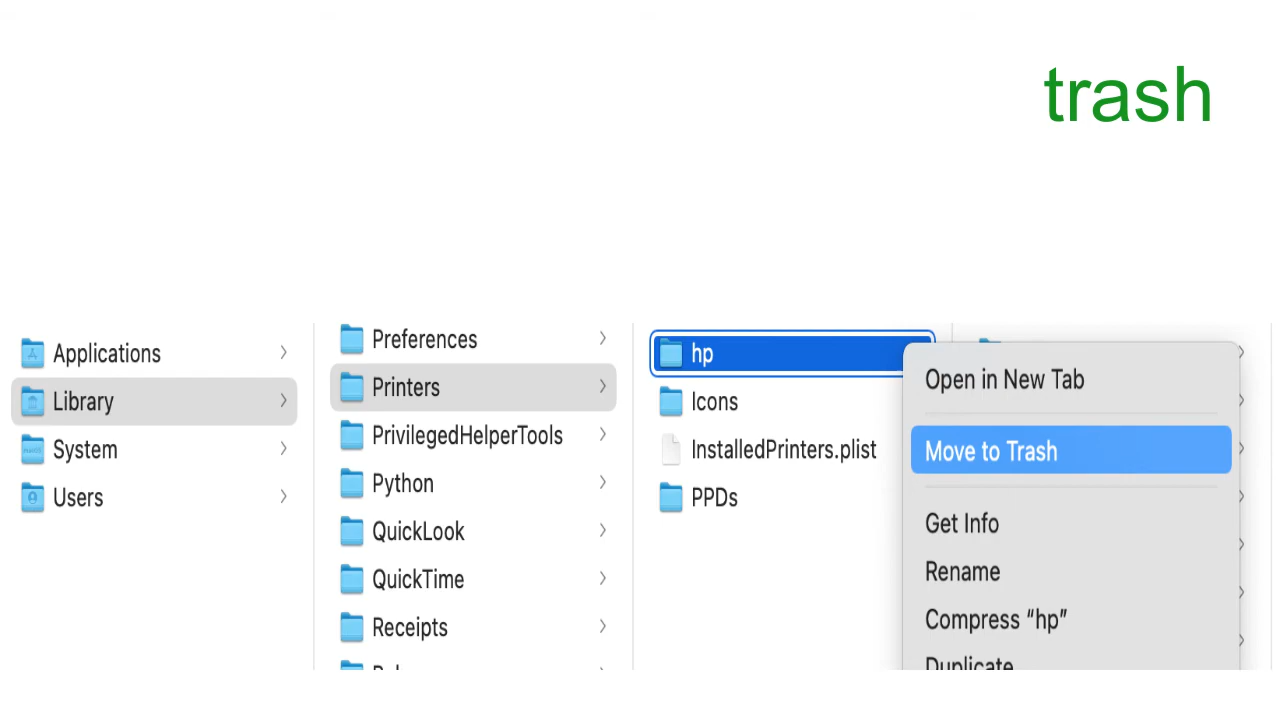 trash
Applications
Library
System
Users
Preferences
Printers
PrivilegedHelperTools
Python
QuickLook
QuickTime
Receipts
hp
Icons
InstalledPrinters.plist
PPDs
Open in New Tab
Move to Trash
Get Info
Rename
Compress “hp”
Duplicate